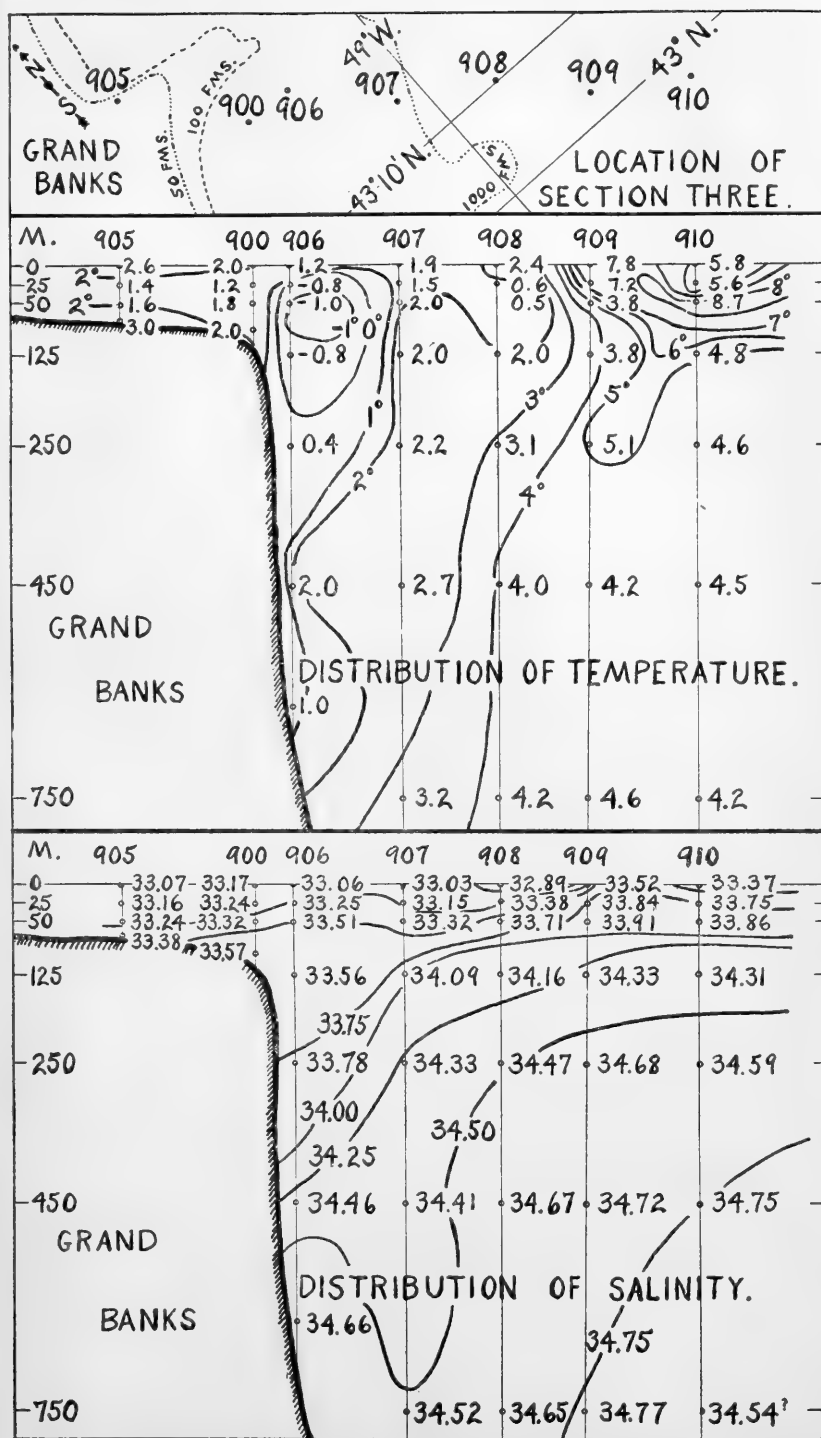 49°W.
43°N.
905
908
907
909
900
906
910
N
S
100 FMS.
50 FMS.
GRAND
BANKS
43°10'N.
1000 FMS
LOCATION OF
SECTION THREE.
M. 905 900 906 907 908 909 910
0 2.6 2.0 1.2 1.9 2.4 7.8 5.8
25 2° 1.4 1.2 -0.8 1.5 0.6 7.2 5.6 8°
50 2° 1.6 1.8 -1.0 2.0 0.5 3.8 8.7
3.0 2.0 -1° 0° 7°
125 -0.8 2.0 2.0 3.8 6° 4.8
1° 3° 5°
250 0.4 2.2 3.1 5.1 4.6
2° 4°
450 2.0 2.7 4.0 4.2 4.5
GRAND
BANKS
DISTRIBUTION OF TEMPERATURE.
1.0
750 3.2 4.2 4.6 4.2
M. 905 900 906 907 908 909 910
0 33.07 33.17 33.06 33.03 32.89 33.52 33.37
25 33.16 33.24 33.25 33.15 33.38 33.84 33.75
50 33.24 33.32 33.51 33.32 33.71 33.91 33.86
33.38 33.57
125 33.56 34.09 34.16 34.33 34.31
33.75
250 33.78 34.33 34.47 34.68 34.59
34.00
34.50
34.25
450 34.46 34.41 34.67 34.72 34.75
GRAND
BANKS
DISTRIBUTION OF SALINITY.
34.66
34.75
750 34.52 34.65 34.77 34.54?